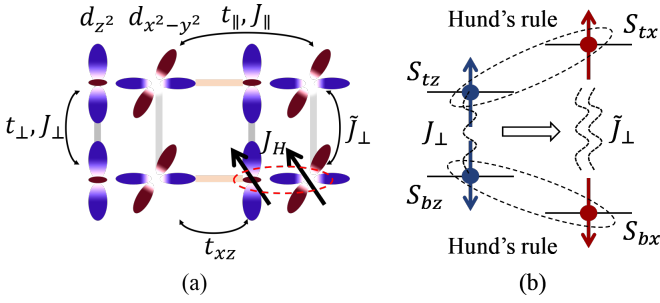 d_{z^2} d_{x^2-y^2} t_∥, J_∥
t_⊥, J_⊥ J_H J̃_⊥
t_{xz}
(a)
Hund's rule S_{tx}
S_{tz}
J_⊥ J̃_⊥
S_{bz}
Hund's rule S_{bx}
(b)